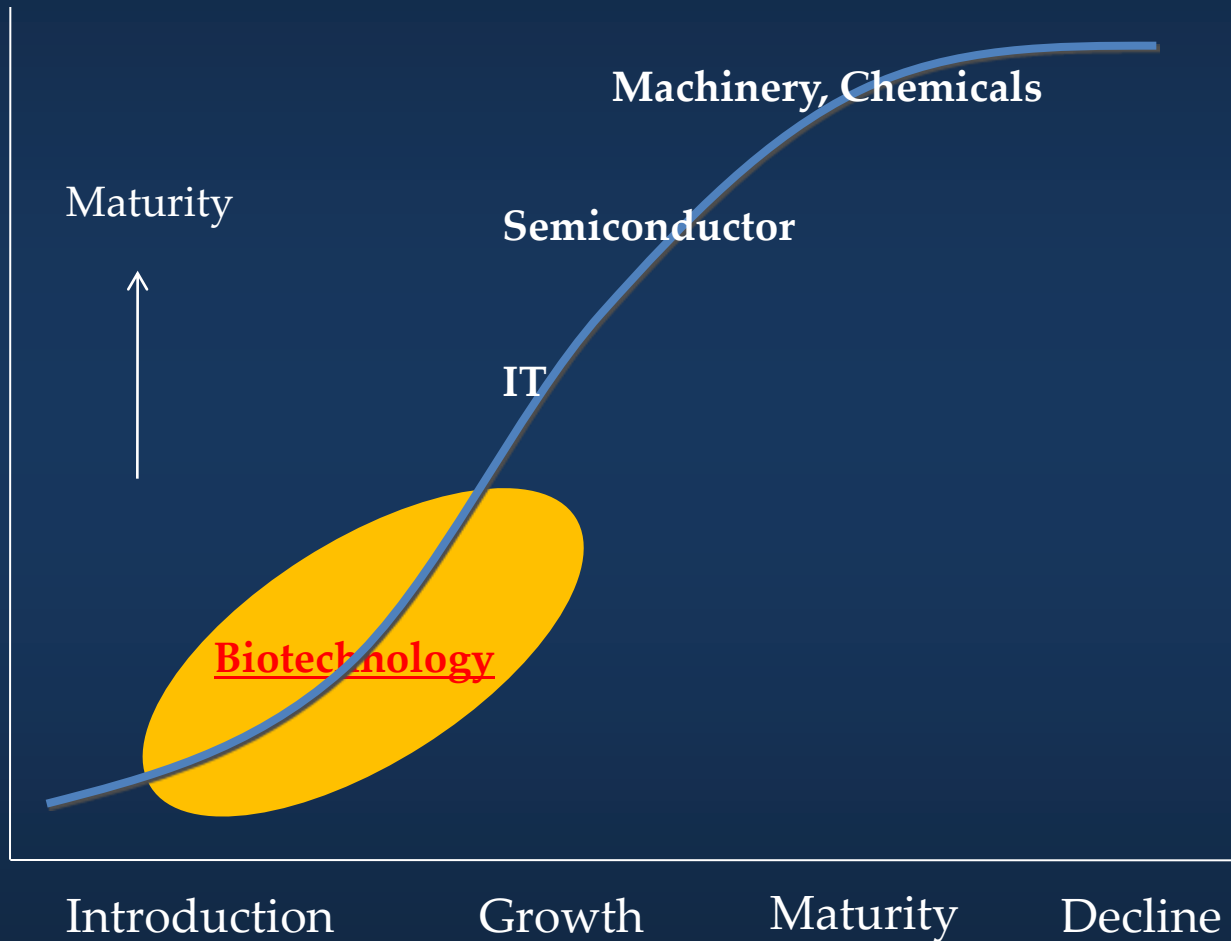 Machinery, Chemicals
Maturity
Semiconductor
IT
Biotechnology
Introduction Growth Maturity Decline